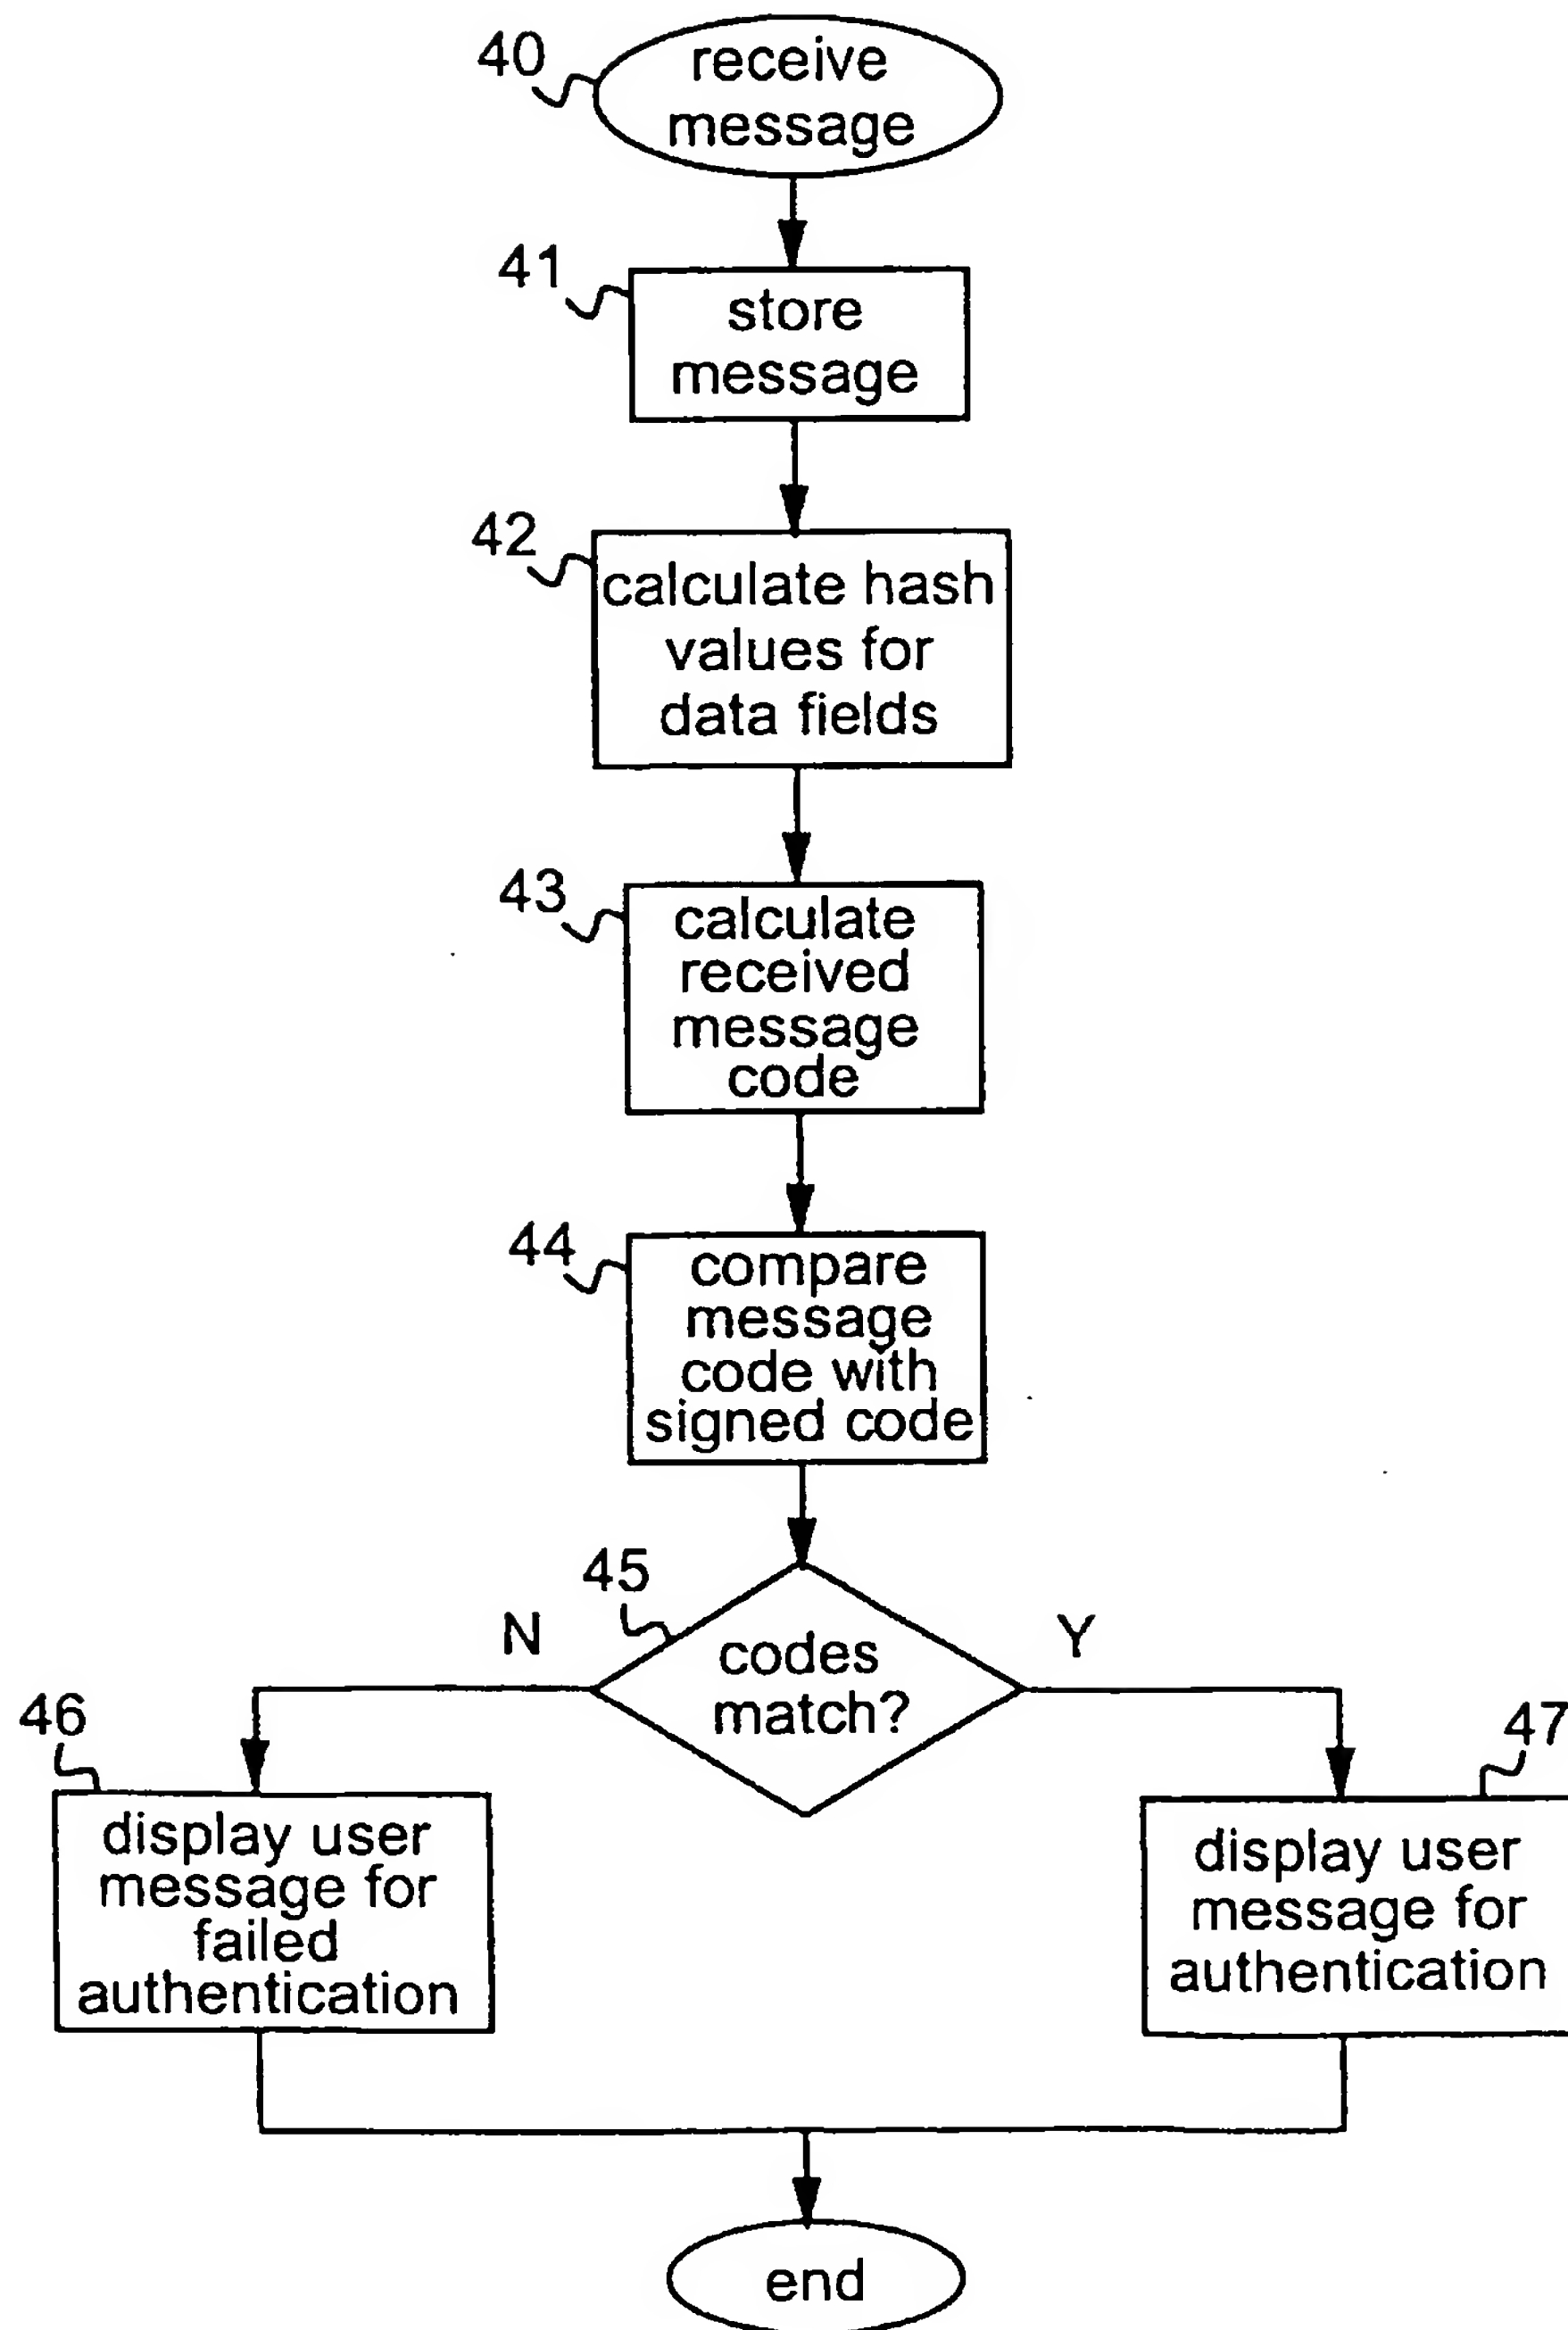 40
receive
message
41
store
message
42
calculate hash
values for
data fields
43
calculate
received
message
code
44
compare
message
code with
signed code
45
N
codes
match?
Y
46
display user
message for
failed
authentication
47
display user
message for
authentication
end